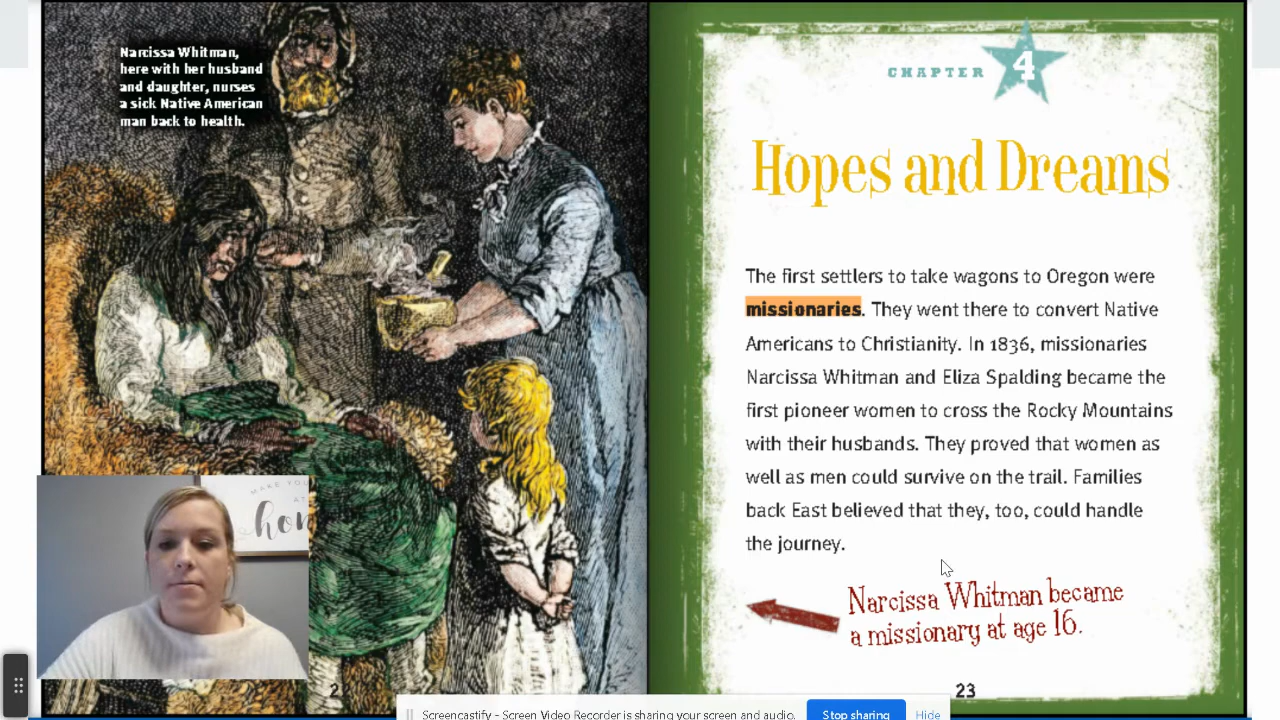 Narcissa Whitman,
here with her husband
and daughter, nurses
a sick Native American
man back to health.
CHAPTER 4
Hopes and Dreams
The first settlers to take wagons to Oregon were
missionaries. They went there to convert Native
Americans to Christianity. In 1836, missionaries
Narcissa Whitman and Eliza Spalding became the
first pioneer women to cross the Rocky Mountains
with their husbands. They proved that women as
well as men could survive on the trail. Families
back East believed that they, too, could handle
the journey.
Narcissa Whitman became
a missionary at age 16.
MAKE YOU
AT
hom
2
23
Screencastify - Screen Video Recorder is sharing your screen and audio.
Stop sharing
Hide